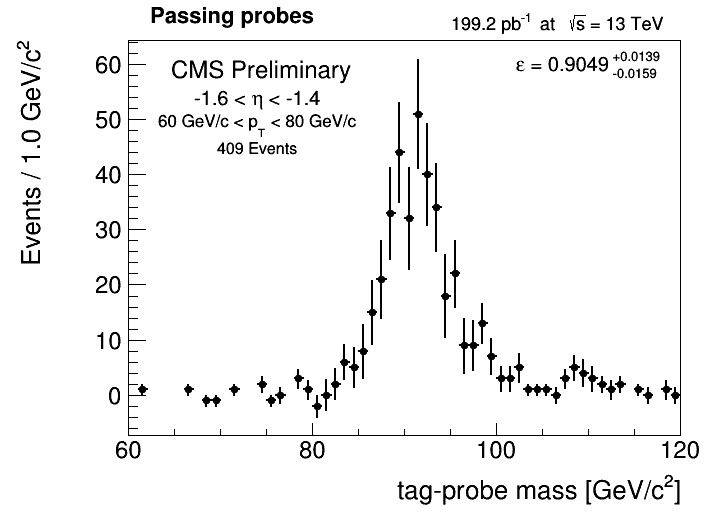 Passing probes
199.2 pb⁻¹ at √s = 13 TeV
CMS Preliminary
ε = 0.9049 +0.0139 -0.0159
-1.6 < η < -1.4
60 GeV/c < p_T < 80 GeV/c
409 Events
Events / 1.0 GeV/c²
60
50
40
30
20
10
0
60 80 100 120
tag-probe mass [GeV/c²]